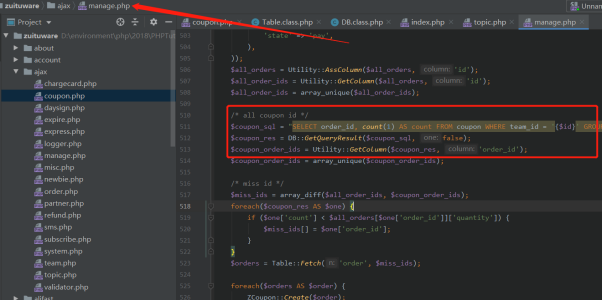 zuituware › ajax › manage.php
Unnam
Project
coupon.php × Table.class.php × DB.class.php × index.php × topic.php × manage.php ×
zuituware D:\environment\php\2018\PHPTu
about
account
ajax
chargecard.php
coupon.php
daysign.php
expire.php
express.php
logger.php
manage.php
misc.php
newbie.php
order.php
partner.php
refund.php
sms.php
subscribe.php
system.php
team.php
topic.php
validator.php
503 'state' => 'pay',
),
505 ));
$all_orders = Utility::AssColumn($all_orders, column: 'id');
$all_order_ids = Utility::GetColumn($all_orders, column: 'id');
$all_order_ids = array_unique($all_order_ids);
/* all coupon id */
511 $coupon_sql = "SELECT order_id, count(1) AS count FROM coupon WHERE team_id = '{$id}' GROUP
512 $coupon_res = DB::GetQueryResult($coupon_sql, false);
513 $coupon_order_ids = Utility::GetColumn($coupon_res, column: 'order_id');
514 $coupon_order_ids = array_unique($coupon_order_ids);
515
516 /* miss id */
517 $miss_ids = array_diff($all_order_ids, $coupon_order_ids);
518 foreach($coupon_res AS $one) {
519 if ($one['count'] < $all_orders[$one['order_id']]['quantity']) {
520 $miss_ids[] = $one['order_id'];
521 }
522 }
523 $orders = Table::Fetch('order', $miss_ids);
525 foreach($orders AS $order) {
526 ZCoupon::Create($order);